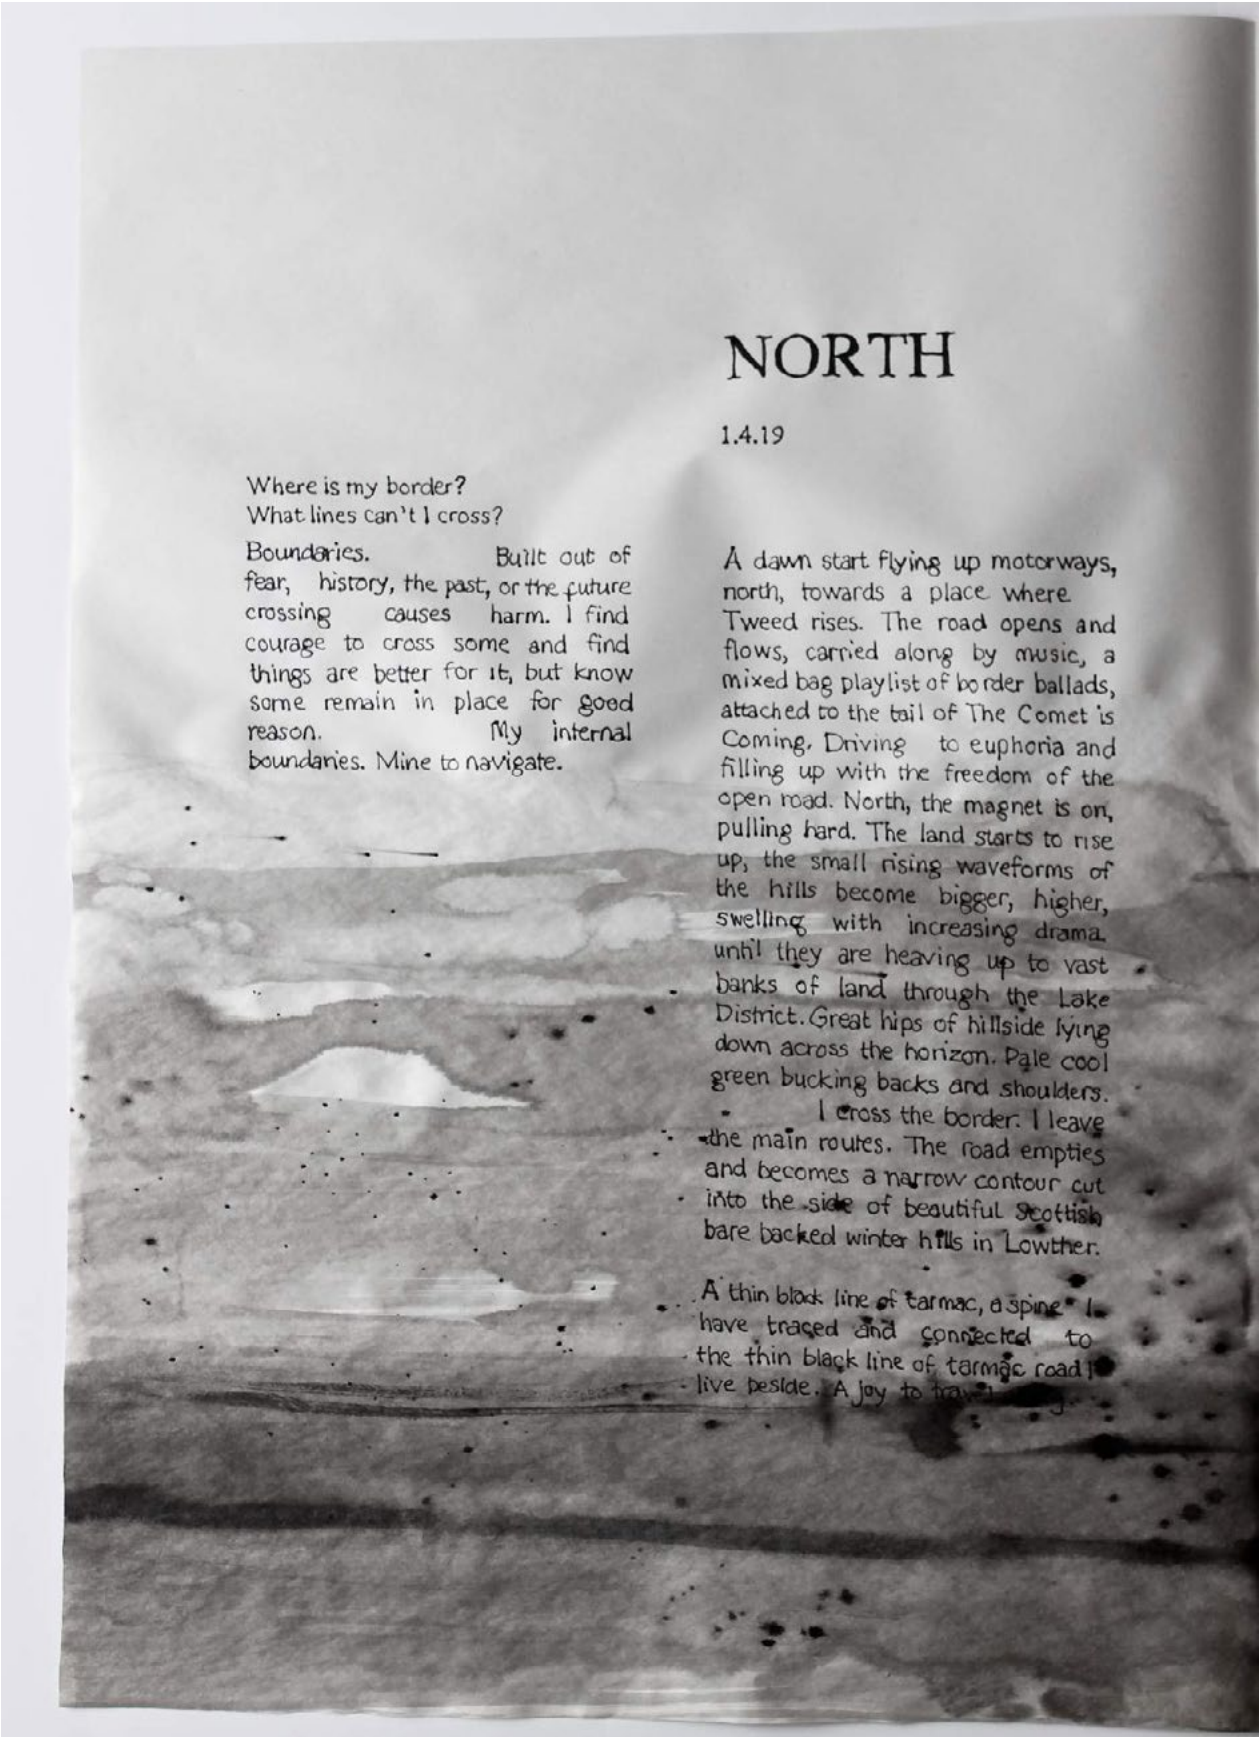 NORTH
1.4.19
Where is my border?
What lines can't I cross?
Boundaries. Built out of
fear, history, the past, or the future
crossing causes harm. I find
courage to cross some and find
things are better for it, but know
some remain in place for good
reason. My internal
boundaries. Mine to navigate.
A dawn start flying up motorways,
north, towards a place where
Tweed rises. The road opens and
flows, carried along by music, a
mixed bag playlist of border ballads,
attached to the tail of The Comet is
Coming. Driving to euphoria and
filling up with the freedom of the
open road. North, the magnet is on,
pulling hard. The land starts to rise
up, the small rising waveforms of
the hills become bigger, higher,
swelling with increasing drama
until they are heaving up to vast
banks of land through the Lake
District. Great hips of hillside lying
down across the horizon. Pale cool
green bucking backs and shoulders.
I cross the border. I leave
the main routes. The road empties
and becomes a narrow contour cut
into the side of beautiful Scottish
bare backed winter hills in Lowther.
A thin black line of tarmac, a spine I
have traced and connected to
the thin black line of tarmac road I
live beside. A joy to travel